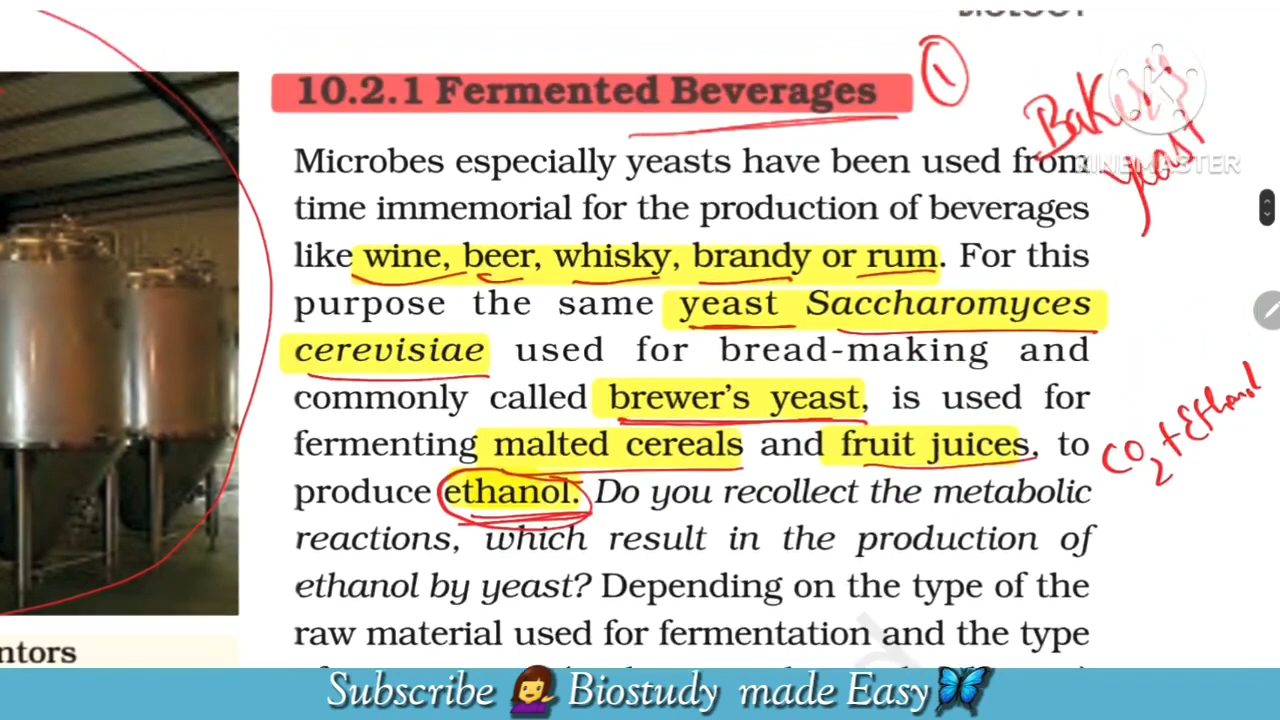 BIOLOGY
10.2.1 Fermented Beverages
1
Baker's
yeast
KINEMASTER
Microbes especially yeasts have been used from
time immemorial for the production of beverages
like wine, beer, whisky, brandy or rum. For this
purpose the same yeast Saccharomyces
cerevisiae used for bread-making and
commonly called brewer's yeast, is used for
fermenting malted cereals and fruit juices, to
produce ethanol. Do you recollect the metabolic
reactions, which result in the production of
ethanol by yeast? Depending on the type of the
raw material used for fermentation and the type
CO2 + Ethanol
ntors
Subscribe 💁‍♀️ Biostudy made Easy🦋